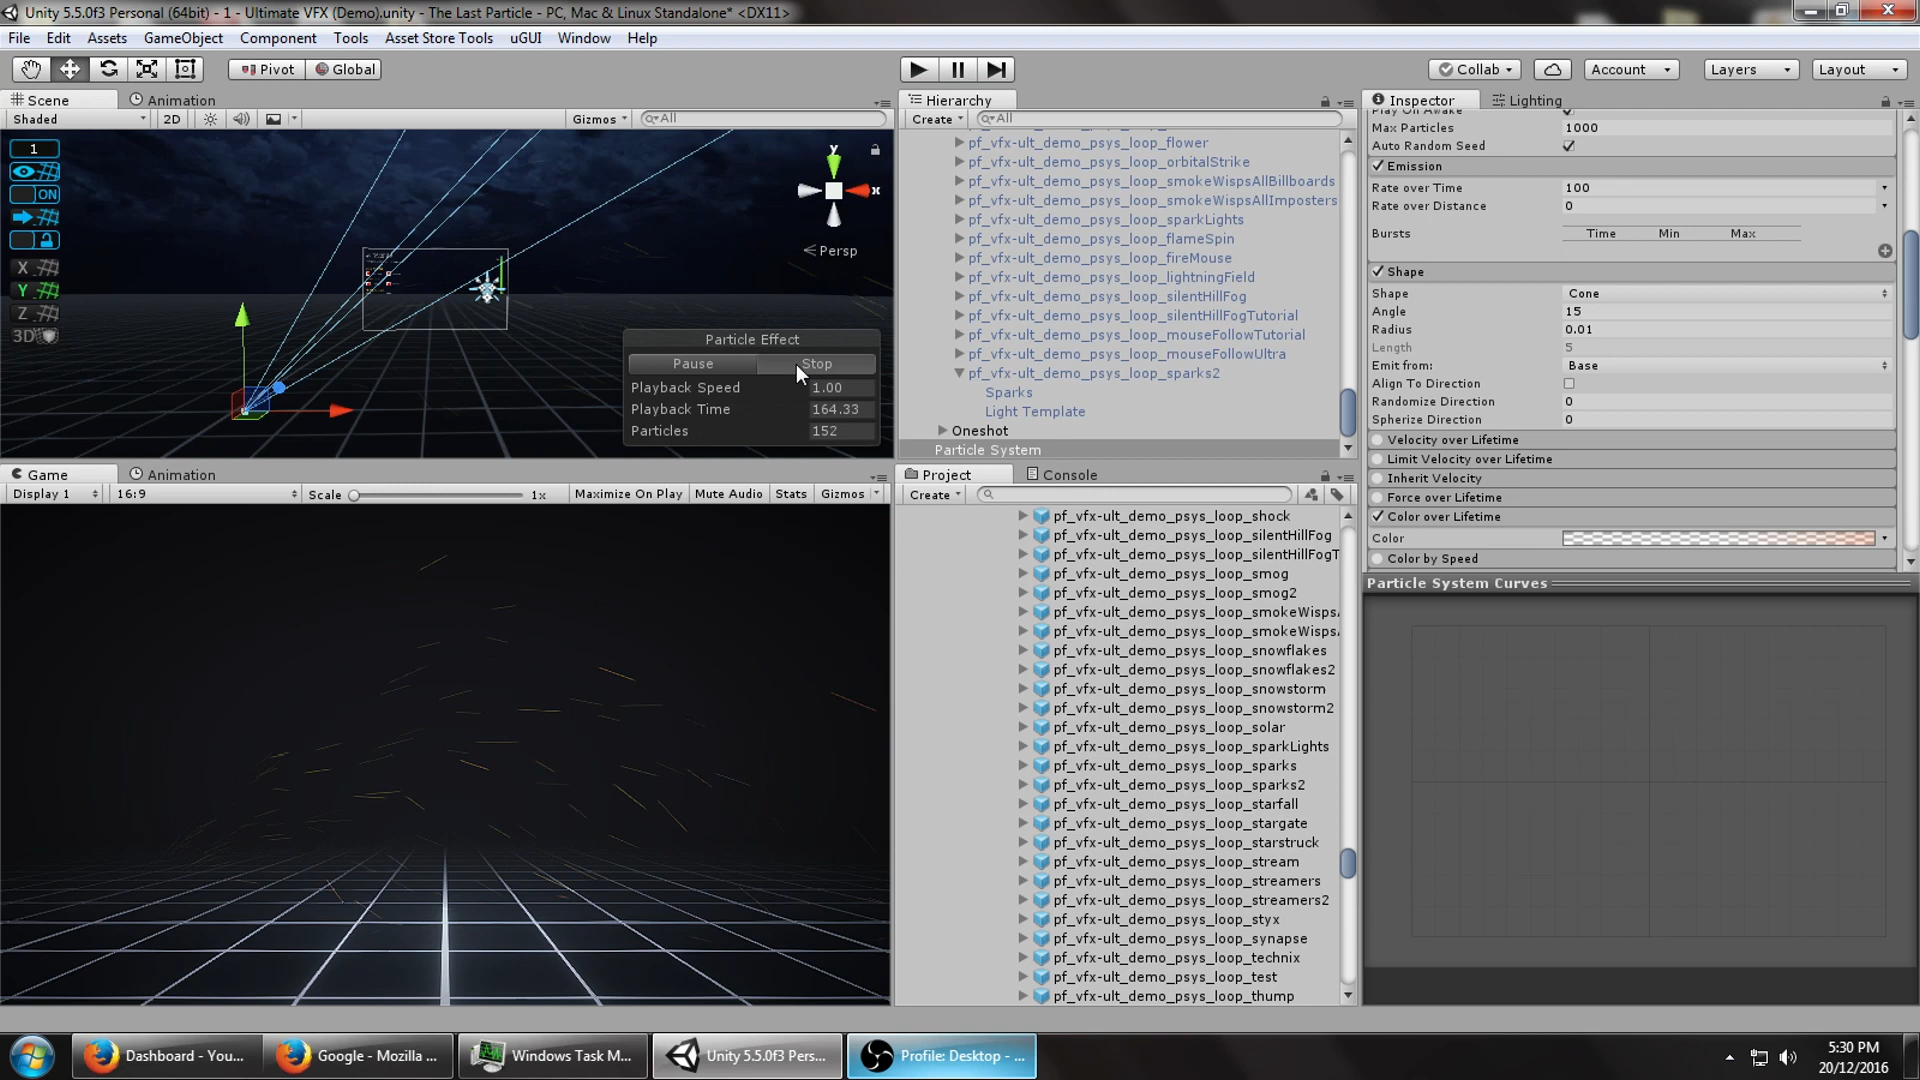 Unity 5.5.0f3 Personal (64bit) - 1 - Ultimate VFX (Demo).unity - The Last Particle - PC, Mac & Linux Standalone* <DX11>
File Edit Assets GameObject Component Tools Asset Store Tools uGUI Window Help
Pivot Global Collab Account Layers Layout
Scene Animation
Shaded 2D Gizmos All
1
ON
X
Y
Z
3D
y
x
Persp
Particle Effect
Pause Stop
Playback Speed 1.00
Playback Time 164.33
Particles 152
Game Animation
Display 1 16:9 Scale 1x Maximize On Play Mute Audio Stats Gizmos
Hierarchy
Create All
pf_vfx-ult_demo_psys_loop_flower
pf_vfx-ult_demo_psys_loop_orbitalStrike
pf_vfx-ult_demo_psys_loop_smokeWispsAllBillboards
pf_vfx-ult_demo_psys_loop_smokeWispsAllImposters
pf_vfx-ult_demo_psys_loop_sparkLights
pf_vfx-ult_demo_psys_loop_flameSpin
pf_vfx-ult_demo_psys_loop_fireMouse
pf_vfx-ult_demo_psys_loop_lightningField
pf_vfx-ult_demo_psys_loop_silentHillFog
pf_vfx-ult_demo_psys_loop_silentHillFogTutorial
pf_vfx-ult_demo_psys_loop_mouseFollowTutorial
pf_vfx-ult_demo_psys_loop_mouseFollowUltra
pf_vfx-ult_demo_psys_loop_sparks2
Sparks
Light Template
Oneshot
Particle System
Project Console
Create
pf_vfx-ult_demo_psys_loop_shock
pf_vfx-ult_demo_psys_loop_silentHillFog
pf_vfx-ult_demo_psys_loop_silentHillFogT
pf_vfx-ult_demo_psys_loop_smog
pf_vfx-ult_demo_psys_loop_smog2
pf_vfx-ult_demo_psys_loop_smokeWisps
pf_vfx-ult_demo_psys_loop_smokeWisps
pf_vfx-ult_demo_psys_loop_snowflakes
pf_vfx-ult_demo_psys_loop_snowflakes2
pf_vfx-ult_demo_psys_loop_snowstorm
pf_vfx-ult_demo_psys_loop_snowstorm2
pf_vfx-ult_demo_psys_loop_solar
pf_vfx-ult_demo_psys_loop_sparkLights
pf_vfx-ult_demo_psys_loop_sparks
pf_vfx-ult_demo_psys_loop_sparks2
pf_vfx-ult_demo_psys_loop_starfall
pf_vfx-ult_demo_psys_loop_stargate
pf_vfx-ult_demo_psys_loop_starstruck
pf_vfx-ult_demo_psys_loop_stream
pf_vfx-ult_demo_psys_loop_streamers
pf_vfx-ult_demo_psys_loop_streamers2
pf_vfx-ult_demo_psys_loop_styx
pf_vfx-ult_demo_psys_loop_synapse
pf_vfx-ult_demo_psys_loop_technix
pf_vfx-ult_demo_psys_loop_test
pf_vfx-ult_demo_psys_loop_thump
Inspector Lighting
Play On Awake
Max Particles 1000
Auto Random Seed
Emission
Rate over Time 100
Rate over Distance 0
Bursts Time Min Max
Shape
Shape Cone
Angle 15
Radius 0.01
Length 5
Emit from: Base
Align To Direction
Randomize Direction 0
Spherize Direction 0
Velocity over Lifetime
Limit Velocity over Lifetime
Inherit Velocity
Force over Lifetime
Color over Lifetime
Color
Color by Speed
Particle System Curves
Dashboard - You... Google - Mozilla ... Windows Task M... Unity 5.5.0f3 Pers... Profile: Desktop - ...
5:30 PM
20/12/2016